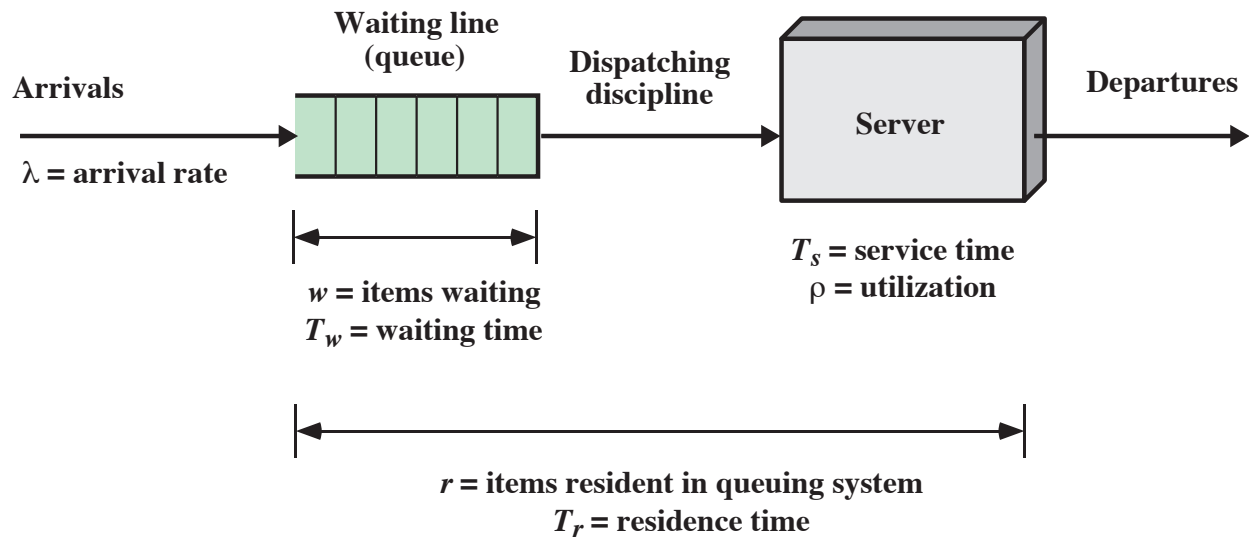 Waiting line
(queue)
Arrivals
Dispatching
discipline
Server
Departures
λ = arrival rate
w = items waiting
T_w = waiting time
T_s = service time
ρ = utilization
r = items resident in queuing system
T_r = residence time